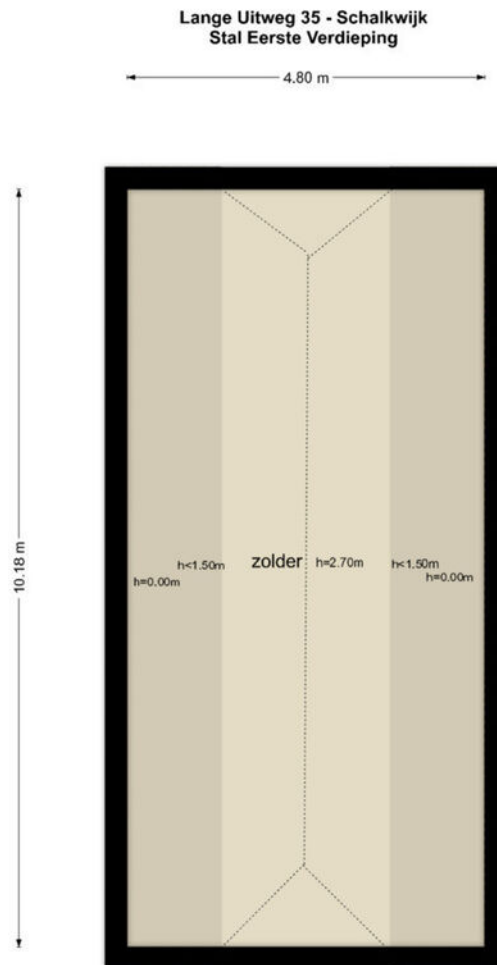 Lange Uitweg 35 - Schalkwijk
Stal Eerste Verdieping
4.80 m
10.18 m
zolder
h=2.70m
h<1.50m
h<1.50m
h=0.00m
h=0.00m